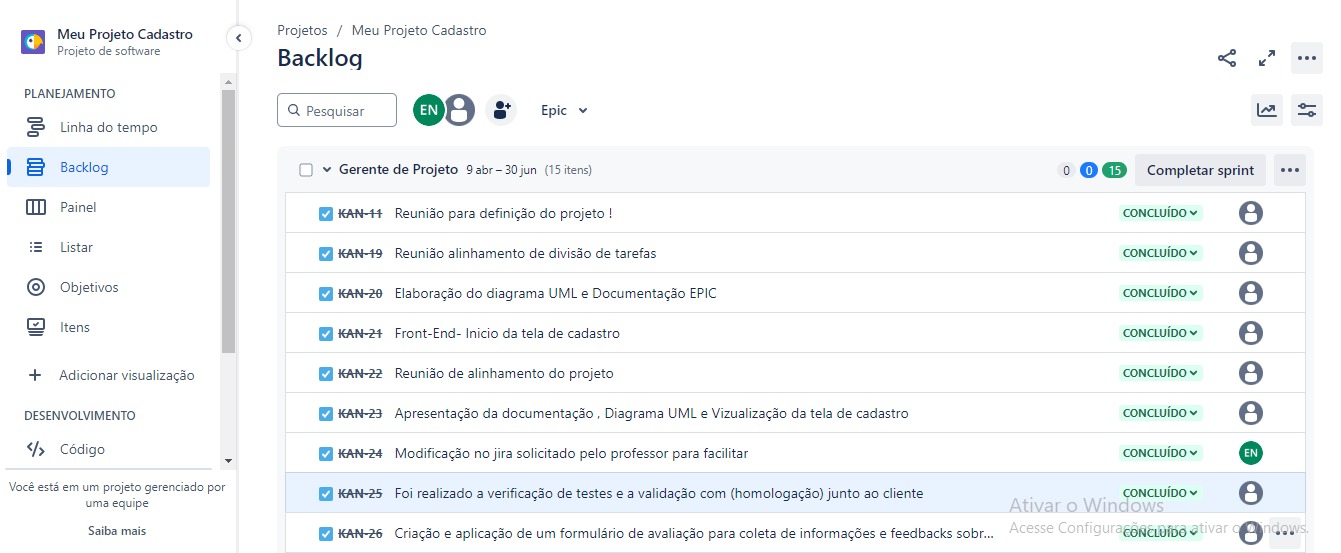 Meu Projeto Cadastro
Projeto de software
PLANEJAMENTO
Linha do tempo
Backlog
Painel
Listar
Objetivos
Itens
Adicionar visualização
DESENVOLVIMENTO
Código
Você está em um projeto gerenciado por
uma equipe
Saiba mais
Projetos / Meu Projeto Cadastro
Backlog
Pesquisar EN Epic
Gerente de Projeto 9 abr – 30 jun (15 itens) 0 0 15 Completar sprint
KAN-11 Reunião para definição do projeto ! CONCLUÍDO
KAN-19 Reunião alinhamento de divisão de tarefas CONCLUÍDO
KAN-20 Elaboração do diagrama UML e Documentação EPIC CONCLUÍDO
KAN-21 Front-End- Inicio da tela de cadastro CONCLUÍDO
KAN-22 Reunião de alinhamento do projeto CONCLUÍDO
KAN-23 Apresentação da documentação , Diagrama UML e Vizualização da tela de cadastro CONCLUÍDO
KAN-24 Modificação no jira solicitado pelo professor para facilitar CONCLUÍDO EN
KAN-25 Foi realizado a verificação de testes e a validação com (homologação) junto ao cliente CONCLUÍDO
KAN-26 Criação e aplicação de um formulário de avaliação para coleta de informações e feedbacks sobr... CONCLUÍDO
Ativar o Windows
Acesse Configurações para ativar o Windows.